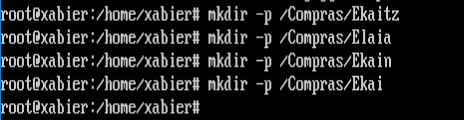 root@xabier:/home/xabier# mkdir -p /Compras/Ekaitz
root@xabier:/home/xabier# mkdir -p /Compras/Elaia
root@xabier:/home/xabier# mkdir -p /Compras/Ekain
root@xabier:/home/xabier# mkdir -p /Compras/Ekai
root@xabier:/home/xabier#